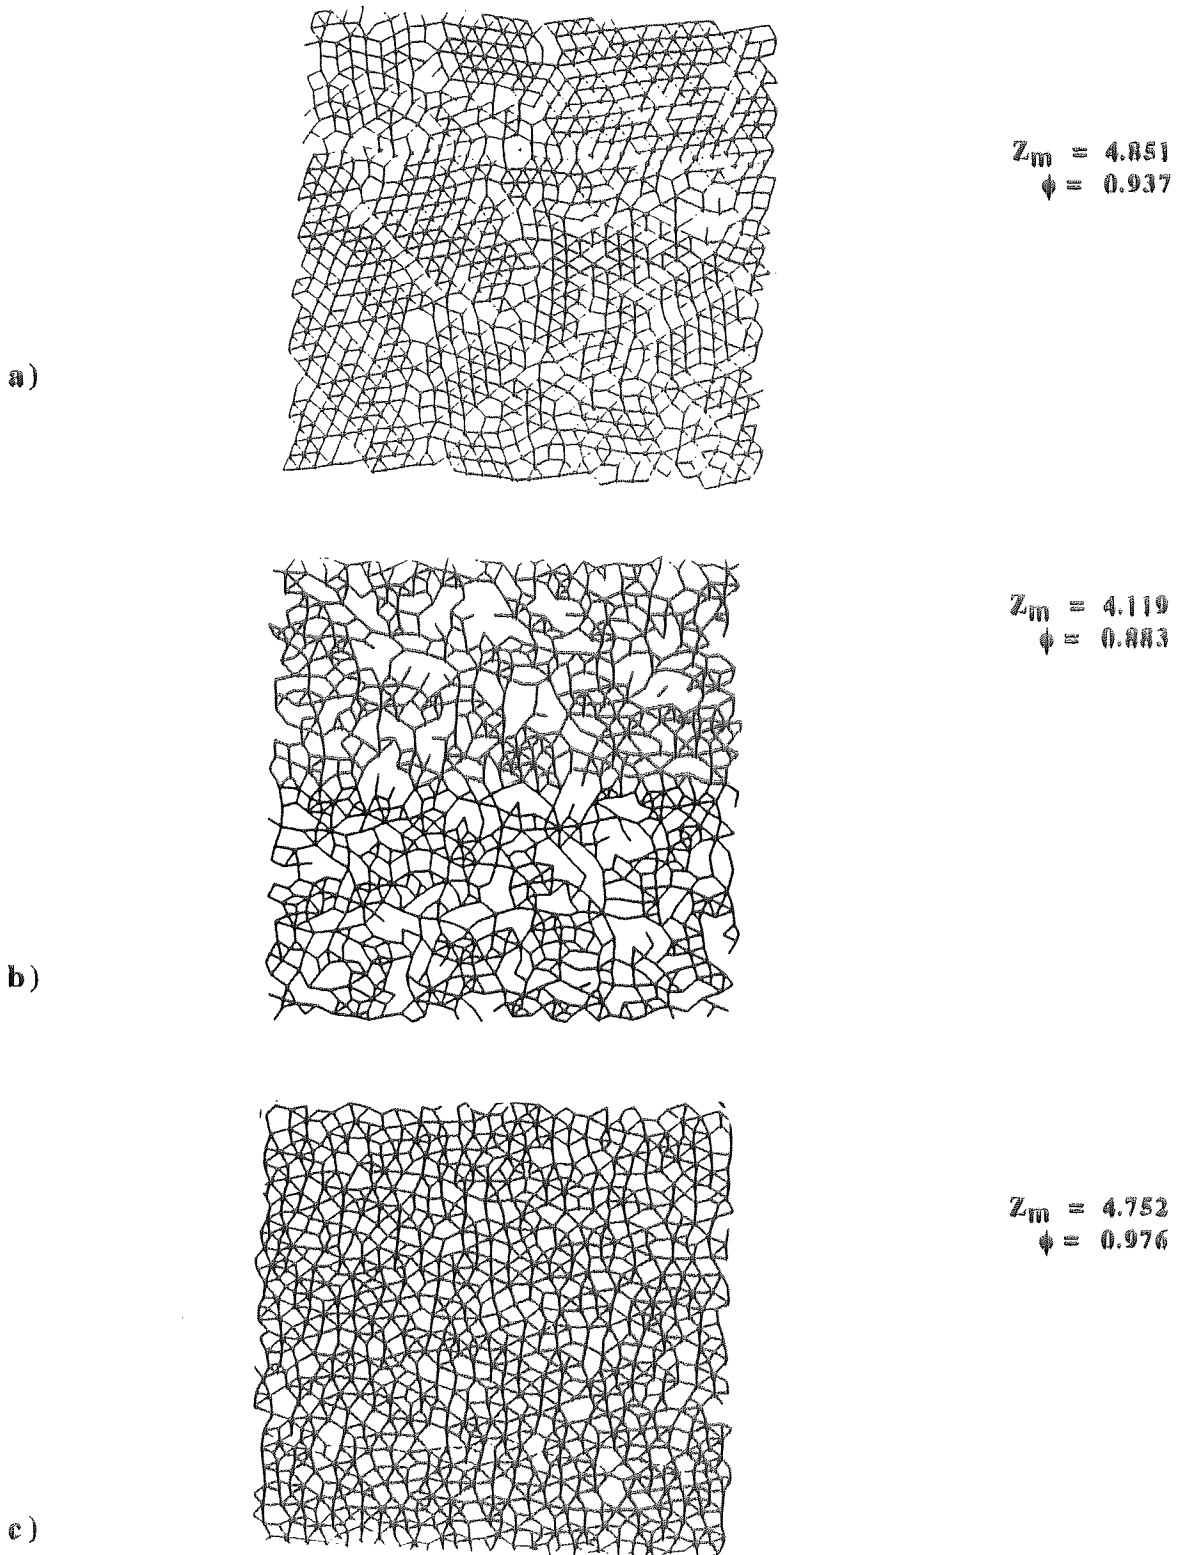 Zm = 4.851
ϕ = 0.937
a)
Zm = 4.119
ϕ = 0.883
b)
Zm = 4.752
ϕ = 0.976
c)